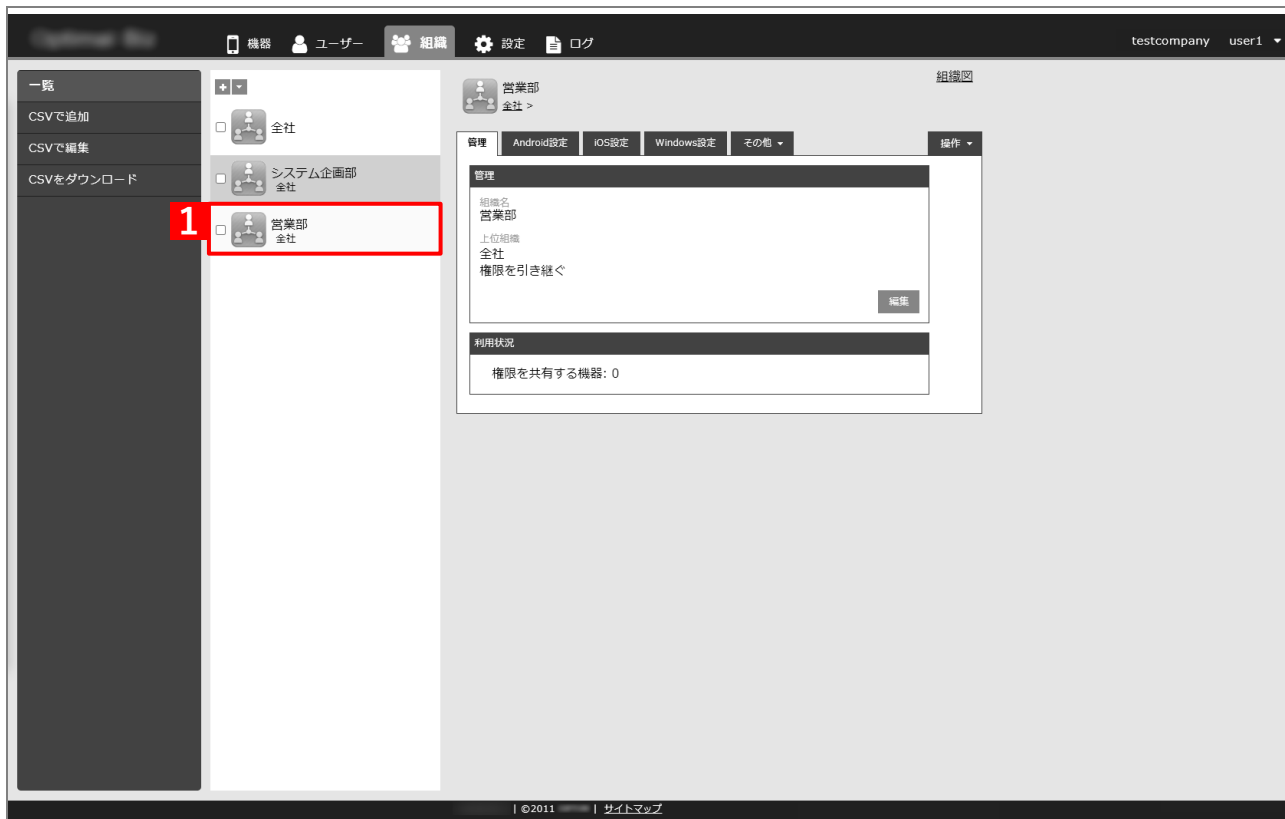 機器 ユーザー 組織 設定 ログ testcompany user1
一覧
CSVで追加
CSVで編集
CSVをダウンロード
全社
システム企画部
全社
1
営業部
全社
営業部
全社 >
組織図
管理 Android設定 iOS設定 Windows設定 その他 操作
管理
組織名
営業部
上位組織
全社
権限を引き継ぐ
編集
利用状況
権限を共有する機器: 0
| ©2011 | サイトマップ